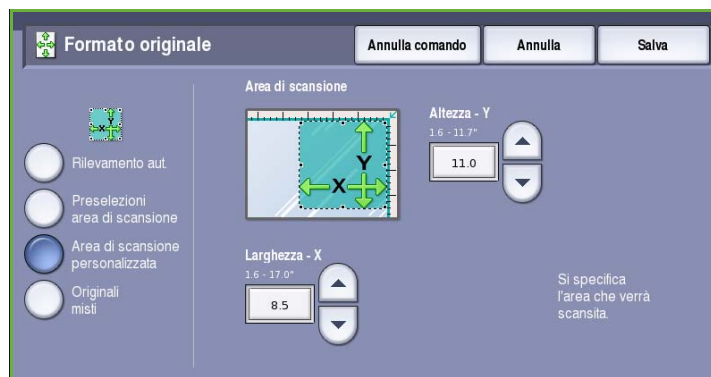 Formato originale
Annulla comando
Annulla
Salva
Rilevamento aut.
Preselezioni
area di scansione
Area di scansione
personalizzata
Originali
misti
Area di scansione
Y
X
Altezza - Y
1.6 - 11.7"
11.0
Larghezza - X
1.6 - 17.0"
8.5
Si specifica
l'area che verrà
scansita.